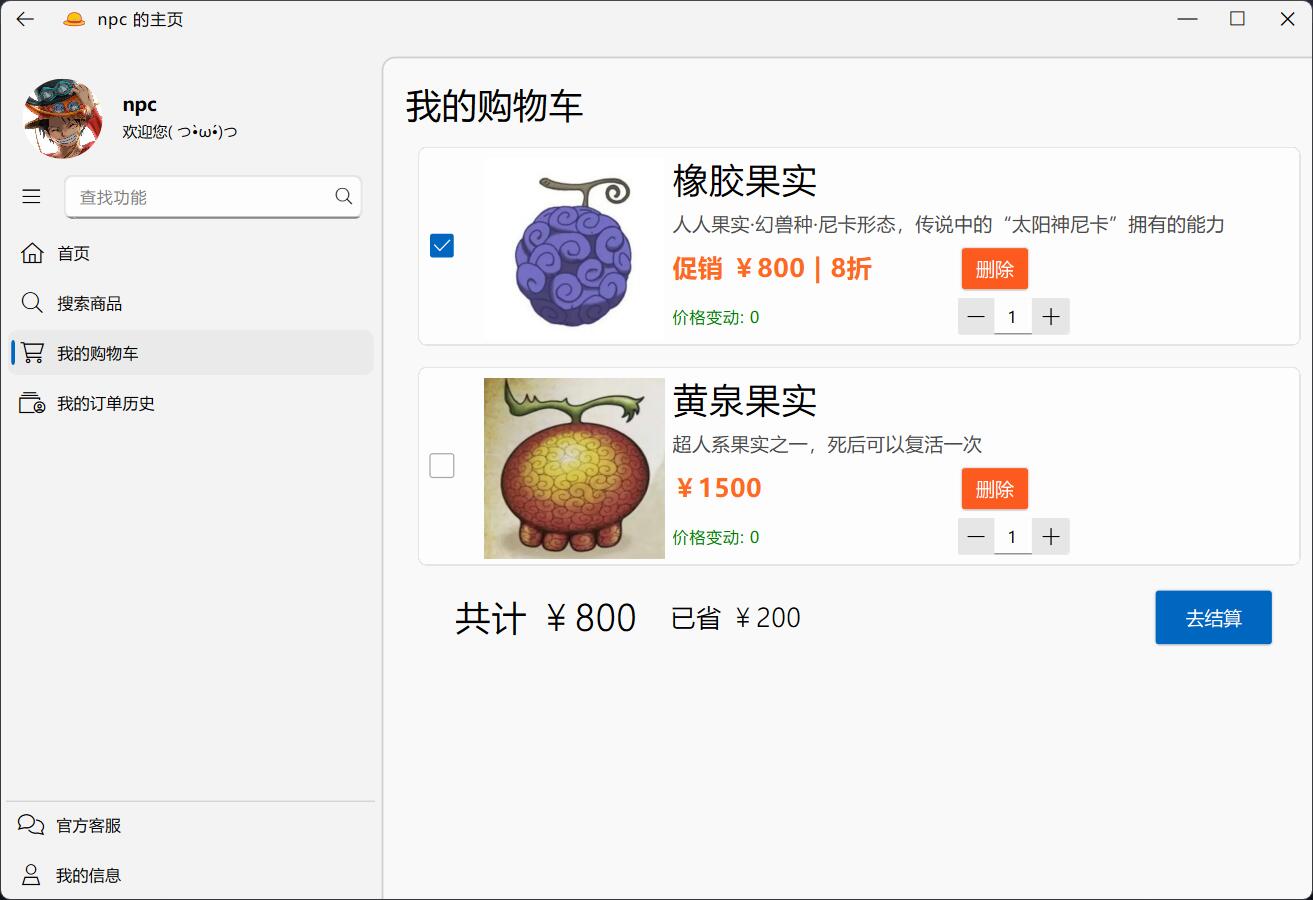 npc 的主页
npc
欢迎您( つ•̀ω•́)つ
查找功能
首页
搜索商品
我的购物车
我的订单历史
官方客服
我的信息
我的购物车
橡胶果实
人人果实·幻兽种·尼卡形态，传说中的“太阳神尼卡”拥有的能力
促销 ￥800 | 8折
删除
价格变动: 0
1
黄泉果实
超人系果实之一，死后可以复活一次
￥1500
删除
价格变动: 0
1
共计 ￥800 已省 ￥200
去结算